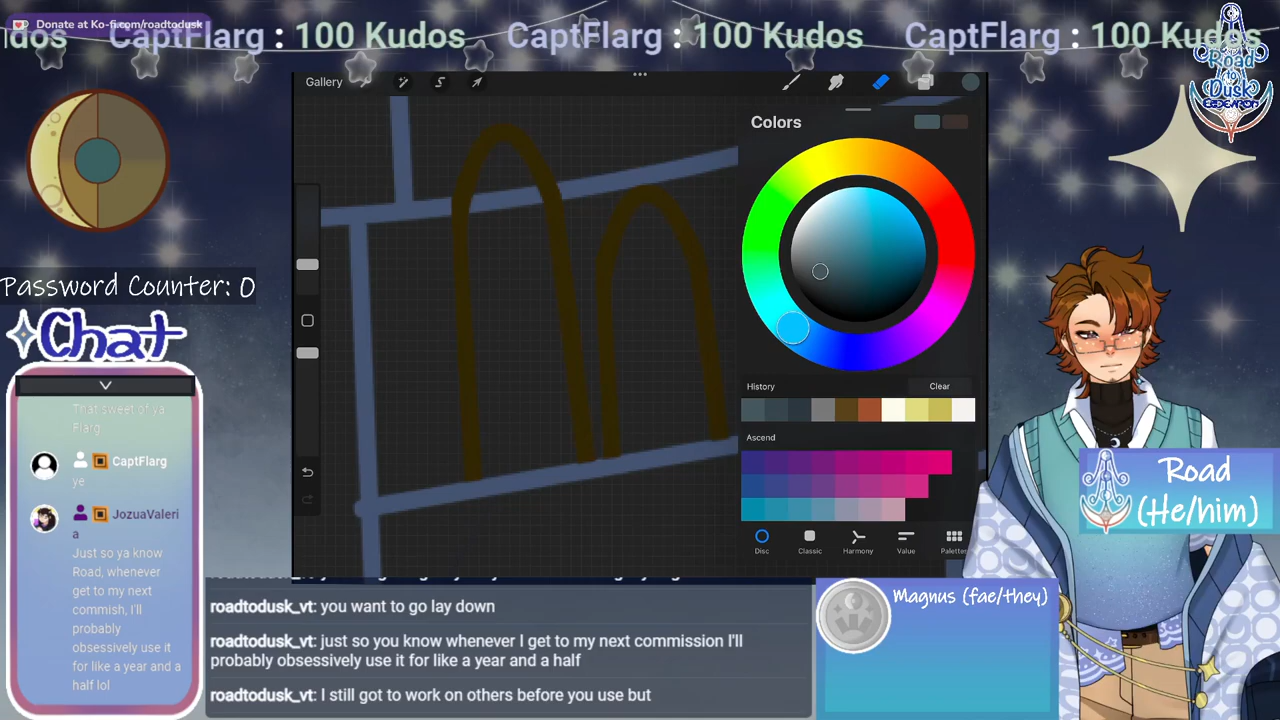 Donate at Ko-fi.com/roadtodusk
dos CaptFlarg : 100 Kudos CaptFlarg : 100 Kudos CaptFlarg : 100 Kudos
Road
to
Dusk
Gallery
Colors
Password Counter: 0
Chat
That sweet of ya
Flarg
CaptFlarg
ye
JozuaValeri
a
Just so ya know
Road, whenever
get to my next
commish, I'll
probably
obsessively use it
for like a year and a
half lol
History
Clear
Ascend
Disc
Classic
Harmony
Value
Palettes
Road
(He/him)
Magnus (fae/they)
roadtodusk_vt: you want to go lay down
roadtodusk_vt: just so you know whenever I get to my next commission I'll
probably obsessively use it for like a year and a half
roadtodusk_vt: I still got to work on others before you use but